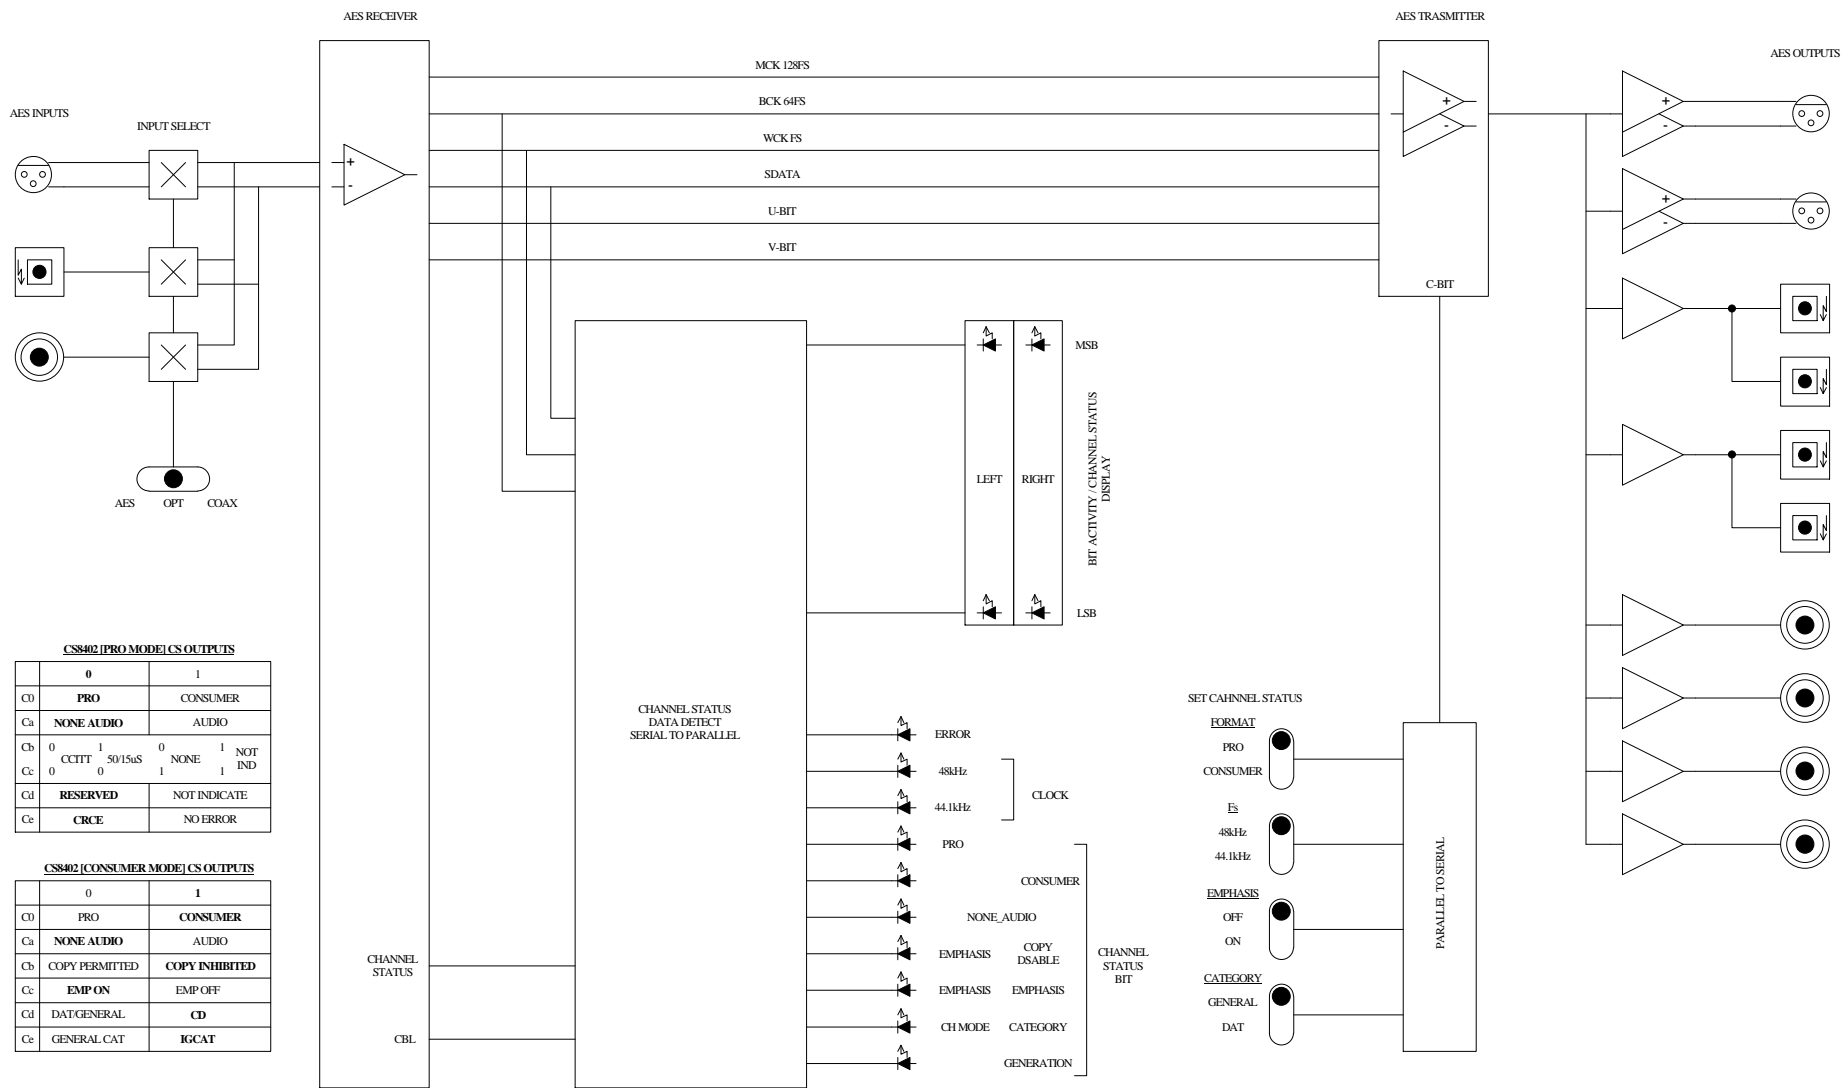 AES RECEIVER
AES TRASMITTER
AES OUTPUTS
AES INPUTS
INPUT SELECT
MCK 128FS
BCK 64FS
WCK FS
SDATA
U-BIT
V-BIT
+
-
+
-
+
-
+
-
C-BIT
AES OPT COAX
MSB
LEFT RIGHT
BIT ACTIVITY / CHANNEL STATUS
DISPLAY
LSB
CHANNEL STATUS
DATA DETECT
SERIAL TO PARALLEL
ERROR
48kHz
44.1kHz
CLOCK
PRO
CONSUMER
NONE_AUDIO
EMPHASIS COPY
DSABLE
EMPHASIS EMPHASIS
CH MODE CATEGORY
GENERATION
CHANNEL
STATUS
BIT
CHANNEL
STATUS
CBL
SET CAHNNEL STATUS
FORMAT
PRO
CONSUMER
Fs
48kHz
44.1kHz
EMPHASIS
OFF
ON
CATEGORY
GENERAL
DAT
PARALLEL TO SERIAL
CS8402 [PRO MODE] CS OUTPUTS
0 1
C0 PRO CONSUMER
Ca NONE AUDIO AUDIO
Cb 0 1 0 1
CCITT 50/15uS NONE NOT
IND
Cc 0 0 1 1
Cd RESERVED NOT INDICATE
Ce CRCE NO ERROR
CS8402 [CONSUMER MODE] CS OUTPUTS
0 1
C0 PRO CONSUMER
Ca NONE AUDIO AUDIO
Cb COPY PERMITTED COPY INHIBITED
Cc EMP ON EMP OFF
Cd DAT/GENERAL CD
Ce GENERAL CAT IGCAT